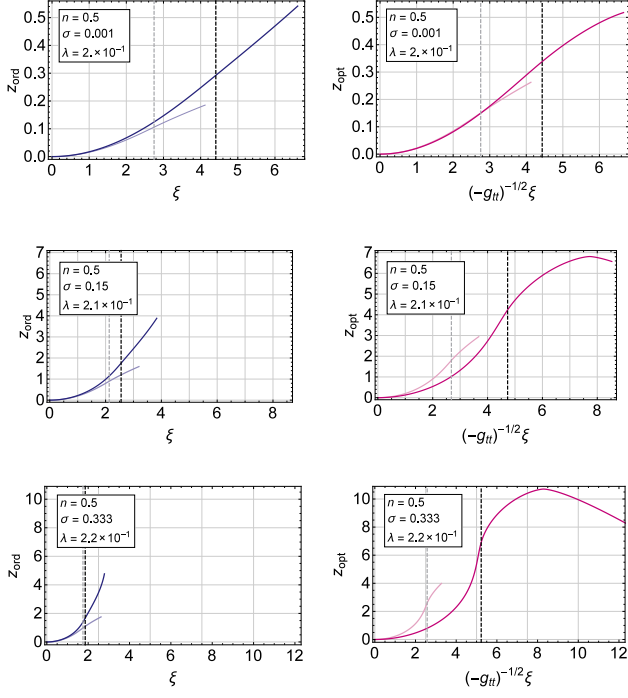 0.5
0.4
0.3
0.2
0.1
0.0
z_ord
n = 0.5
σ = 0.001
λ = 2.×10⁻¹
0 1 2 3 4 5 6
ξ
0.5
0.4
0.3
0.2
0.1
0.0
z_opt
n = 0.5
σ = 0.001
λ = 2.×10⁻¹
0 1 2 3 4 5 6
(-g_tt)^-1/2 ξ
7
6
5
4
3
2
1
0
z_ord
n = 0.5
σ = 0.15
λ = 2.1×10⁻¹
0 2 4 6 8
ξ
7
6
5
4
3
2
1
0
z_opt
n = 0.5
σ = 0.15
λ = 2.1×10⁻¹
0 2 4 6 8
(-g_tt)^-1/2 ξ
10
8
6
4
2
0
z_ord
n = 0.5
σ = 0.333
λ = 2.2×10⁻¹
0 2 4 6 8 10 12
ξ
10
8
6
4
2
0
z_opt
n = 0.5
σ = 0.333
λ = 2.2×10⁻¹
0 2 4 6 8 10 12
(-g_tt)^-1/2 ξ